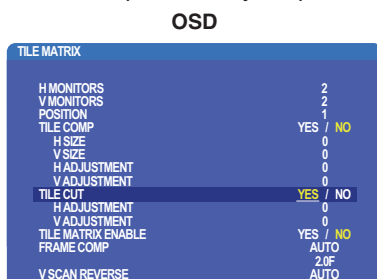 OSD
TILE MATRIX
H MONITORS 2
V MONITORS 2
POSITION 1
TILE COMP YES / NO
H SIZE 0
V SIZE 0
H ADJUSTMENT 0
V ADJUSTMENT 0
TILE CUT YES / NO
H ADJUSTMENT 0
V ADJUSTMENT 0
TILE MATRIX ENABLE YES / NO
FRAME COMP AUTO
2.0F
V SCAN REVERSE AUTO